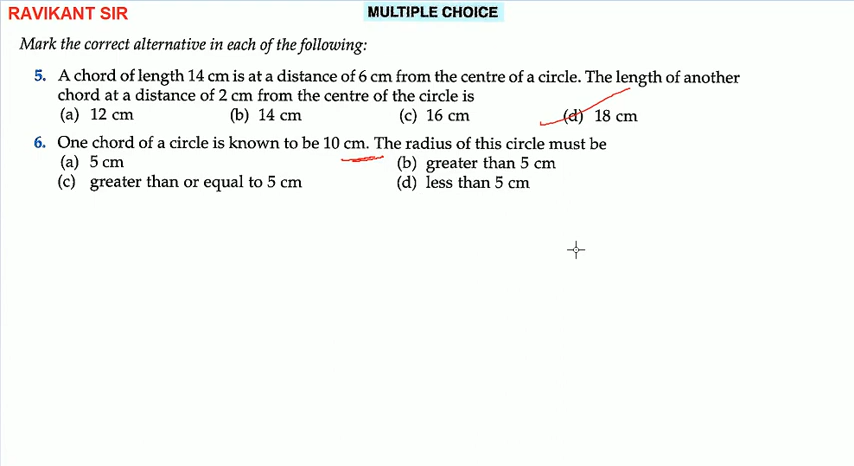 RAVIKANT SIR
MULTIPLE CHOICE
Mark the correct alternative in each of the following:
5. A chord of length 14 cm is at a distance of 6 cm from the centre of a circle. The length of another
chord at a distance of 2 cm from the centre of the circle is
(a) 12 cm (b) 14 cm (c) 16 cm (d) 18 cm
6. One chord of a circle is known to be 10 cm. The radius of this circle must be
(a) 5 cm (b) greater than 5 cm
(c) greater than or equal to 5 cm (d) less than 5 cm